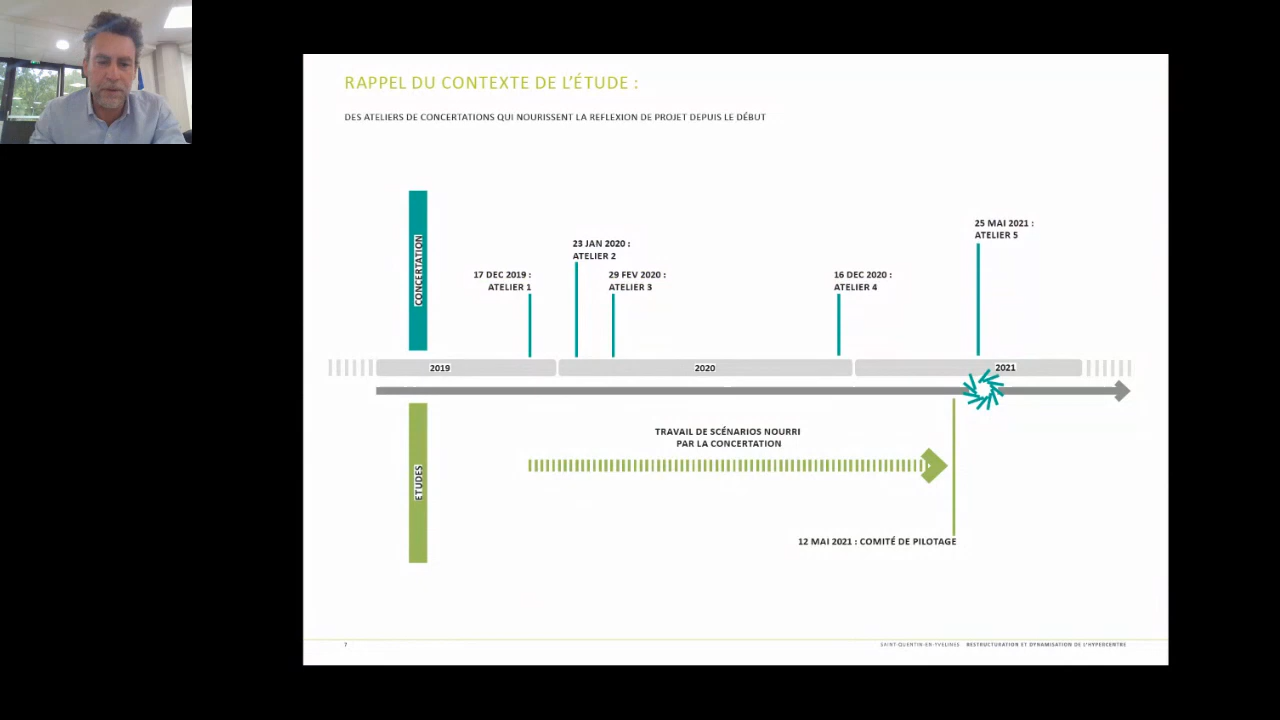 RAPPEL DU CONTEXTE DE L'ÉTUDE :
DES ATELIERS DE CONCERTATIONS QUI NOURISSENT LA REFLEXION DE PROJET DEPUIS LE DÉBUT
CONCERTATION
25 MAI 2021 :
ATELIER 5
23 JAN 2020 :
ATELIER 2
17 DEC 2019 :
ATELIER 1
29 FEV 2020 :
ATELIER 3
16 DEC 2020 :
ATELIER 4
2019
2020
2021
ETUDES
TRAVAIL DE SCÉNARIOS NOURRI
PAR LA CONCERTATION
12 MAI 2021 : COMITÉ DE PILOTAGE
7
SAINT-QUENTIN-EN-YVELINES . RESTRUCTURATION ET DYNAMISATION DE L'HYPERCENTRE